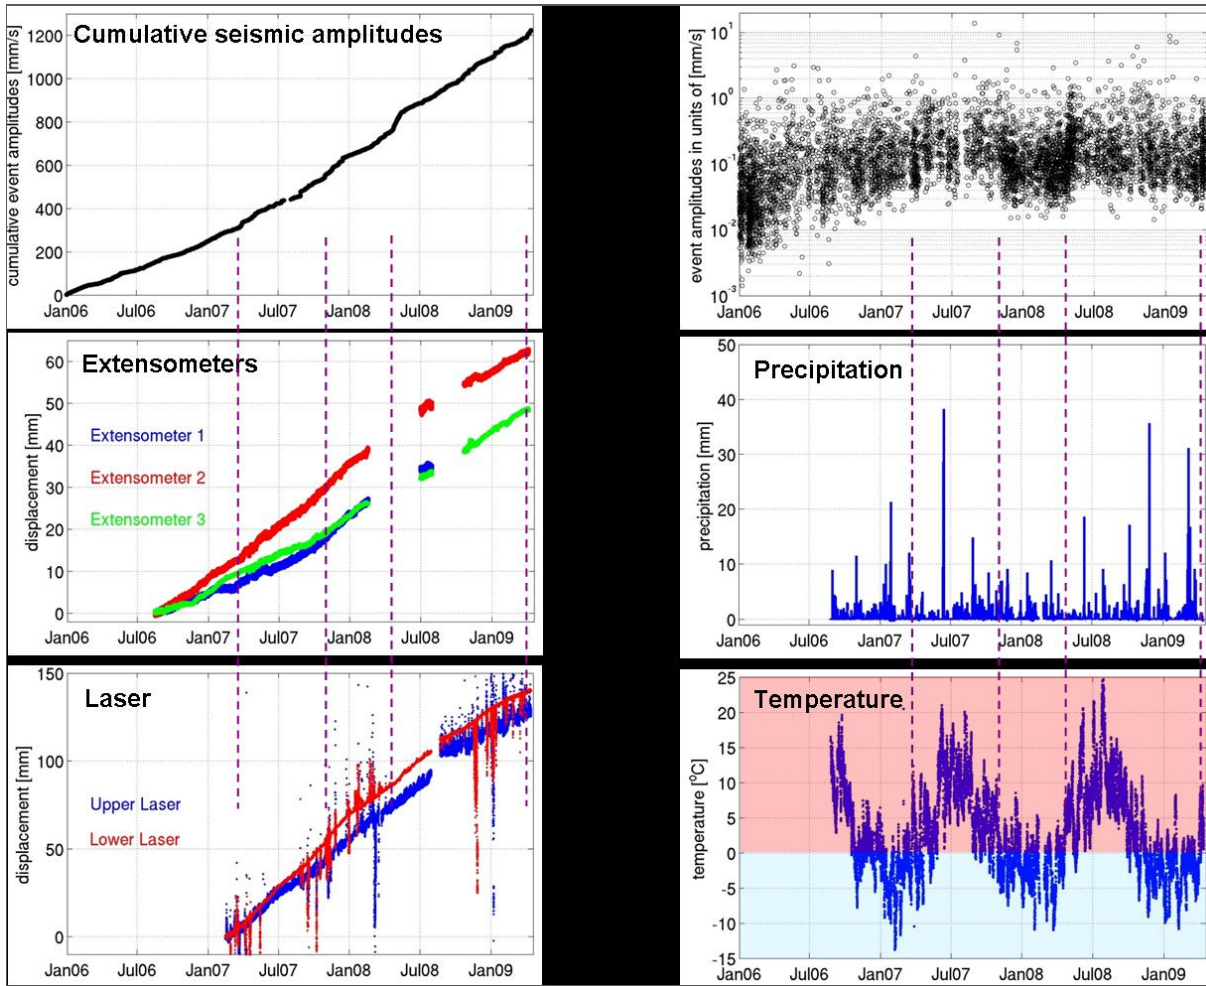 Cumulative seismic amplitudes
cumulative event amplitudes [mm/s]
1200
1000
800
600
400
200
0
Jan06 Jul06 Jan07 Jul07 Jan08 Jul08 Jan09
event amplitudes in units of [mm/s]
10^1
10^0
10^-1
10^-2
10^-3
Jan06 Jul06 Jan07 Jul07 Jan08 Jul08 Jan09
Extensometers
displacement [mm]
60
50
40
30
20
10
0
Extensometer 1
Extensometer 2
Extensometer 3
Jan06 Jul06 Jan07 Jul07 Jan08 Jul08 Jan09
Precipitation
precipitation [mm]
50
40
30
20
10
0
Jan06 Jul06 Jan07 Jul07 Jan08 Jul08 Jan09
Laser
displacement [mm]
150
100
50
0
Upper Laser
Lower Laser
Jan06 Jul06 Jan07 Jul07 Jan08 Jul08 Jan09
Temperature
temperature [°C]
25
20
15
10
5
0
-5
-10
-15
Jan06 Jul06 Jan07 Jul07 Jan08 Jul08 Jan09